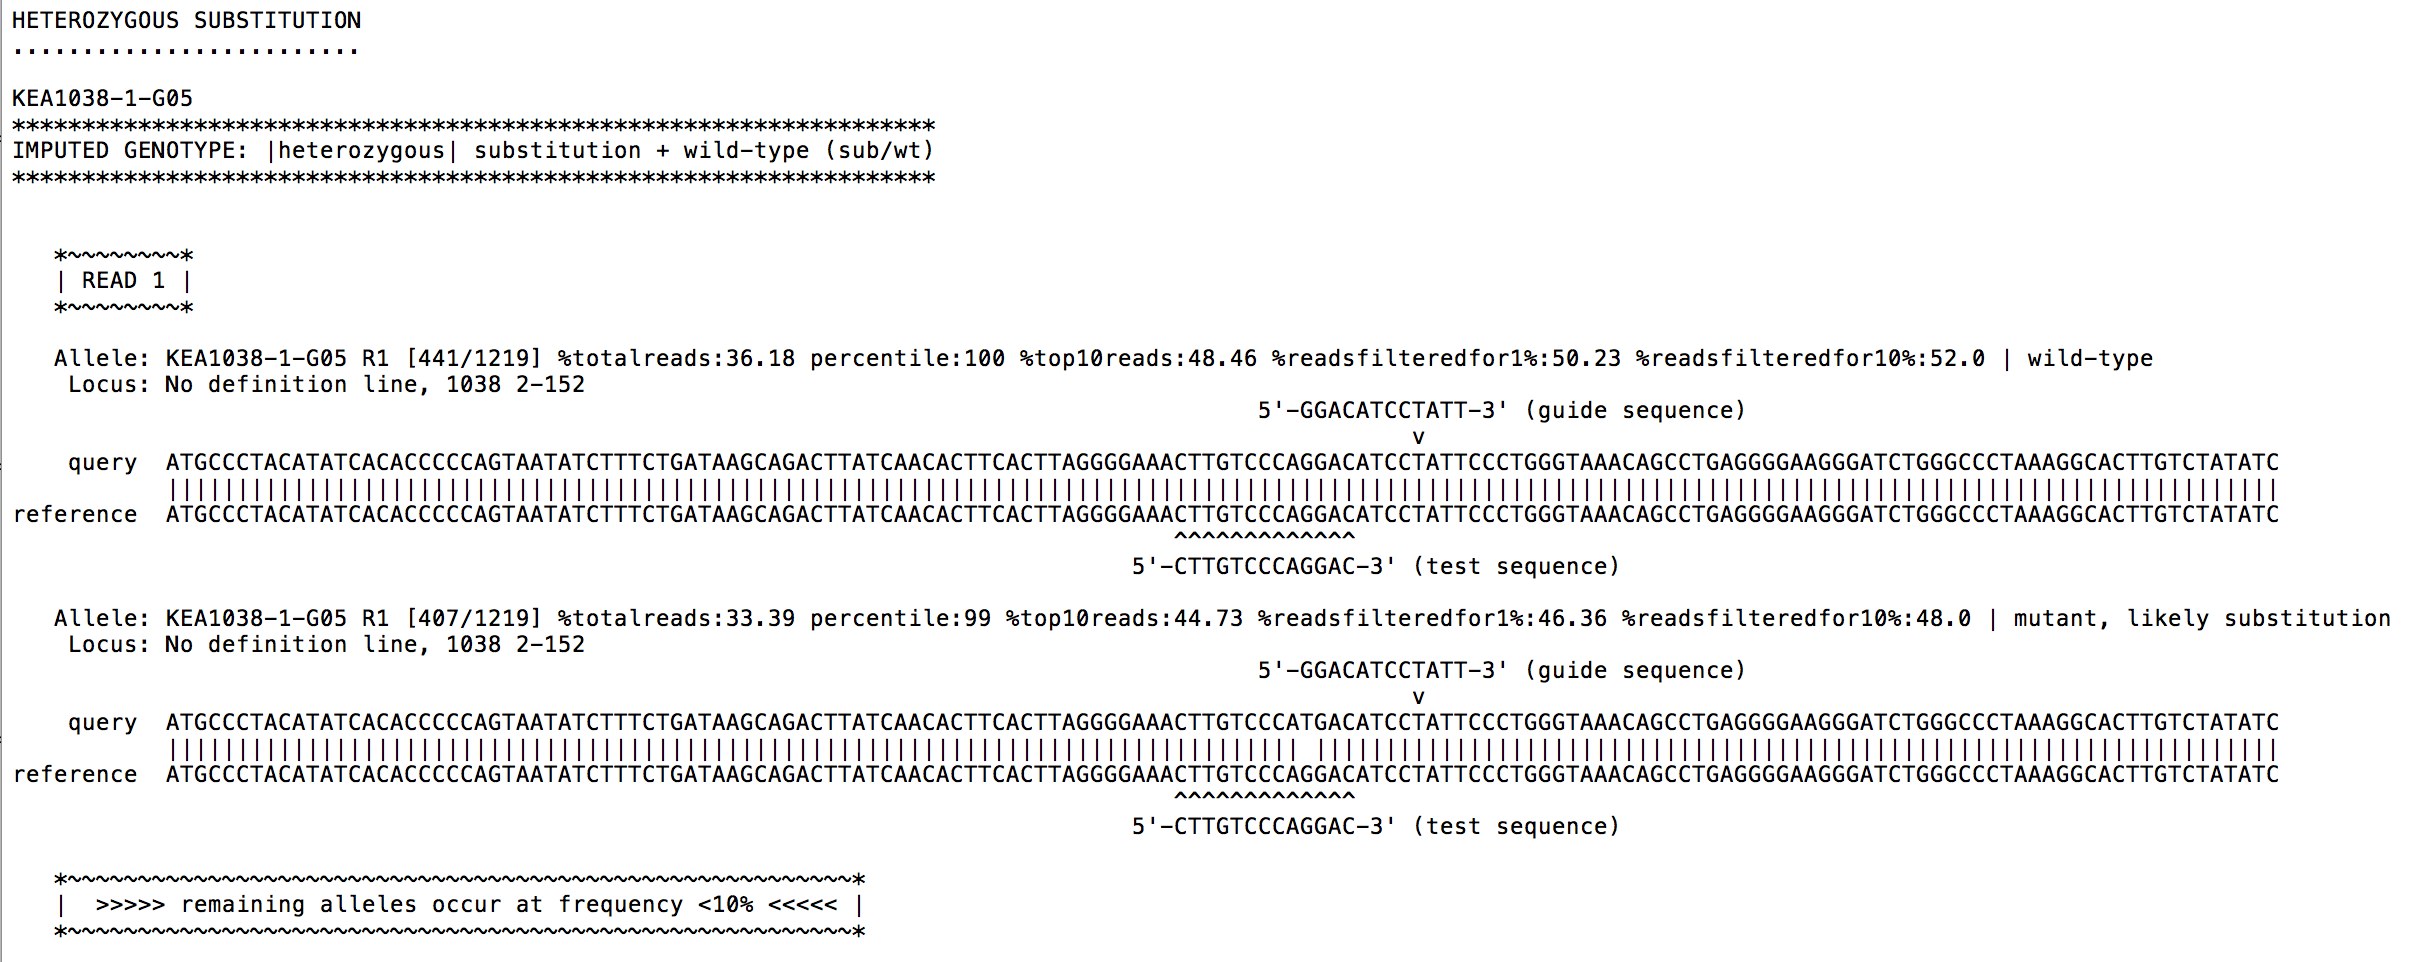 HETEROZYGOUS SUBSTITUTION
.........................
KEA1038-1-G05
******************************************************************
IMPUTED GENOTYPE: |heterozygous| substitution + wild-type (sub/wt)
******************************************************************
*~~~~~~~~*
| READ 1 |
*~~~~~~~~*
Allele: KEA1038-1-G05 R1 [441/1219] %totalreads:36.18 percentile:100 %top10reads:48.46 %readsfilteredfor1%:50.23 %readsfilteredfor10%:52.0 | wild-type
Locus: No definition line, 1038 2-152
5'-GGACATCCTATT-3' (guide sequence)
v
query  ATGCCCTACATATCACACCCCCAGTAATATCTTTCTGATAAGCAGACTTATCAACACTTCACTTAGGGGAAACTTGTCCCAGGACATCCTATTCCCTGGGTAAACAGCCTGAGGGGAAGGGATCTGGGCCCTAAAGGCACTTGTCTATATC
|||||||||||||||||||||||||||||||||||||||||||||||||||||||||||||||||||||||||||||||||||||||||||||||||||||||||||||||||||||||||||||||||||||||||||||||||||||||
reference  ATGCCCTACATATCACACCCCCAGTAATATCTTTCTGATAAGCAGACTTATCAACACTTCACTTAGGGGAAACTTGTCCCAGGACATCCTATTCCCTGGGTAAACAGCCTGAGGGGAAGGGATCTGGGCCCTAAAGGCACTTGTCTATATC
^^^^^^^^^^^^^
5'-CTTGTCCCAGGAC-3' (test sequence)
Allele: KEA1038-1-G05 R1 [407/1219] %totalreads:33.39 percentile:99 %top10reads:44.73 %readsfilteredfor1%:46.36 %readsfilteredfor10%:48.0 | mutant, likely substitution
Locus: No definition line, 1038 2-152
5'-GGACATCCTATT-3' (guide sequence)
v
query  ATGCCCTACATATCACACCCCCAGTAATATCTTTCTGATAAGCAGACTTATCAACACTTCACTTAGGGGAAACTTGTCCCATGACATCCTATTCCCTGGGTAAACAGCCTGAGGGGAAGGGATCTGGGCCCTAAAGGCACTTGTCTATATC
||||||||||||||||||||||||||||||||||||||||||||||||||||||||||||||||||||||||||||||||| |||||||||||||||||||||||||||||||||||||||||||||||||||||||||||||||||||||
reference  ATGCCCTACATATCACACCCCCAGTAATATCTTTCTGATAAGCAGACTTATCAACACTTCACTTAGGGGAAACTTGTCCCAGGACATCCTATTCCCTGGGTAAACAGCCTGAGGGGAAGGGATCTGGGCCCTAAAGGCACTTGTCTATATC
^^^^^^^^^^^^^
5'-CTTGTCCCAGGAC-3' (test sequence)
*~~~~~~~~~~~~~~~~~~~~~~~~~~~~~~~~~~~~~~~~~~~~~~~~~~~~~~~~*
|  >>>>> remaining alleles occur at frequency <10% <<<<< |
*~~~~~~~~~~~~~~~~~~~~~~~~~~~~~~~~~~~~~~~~~~~~~~~~~~~~~~~~*